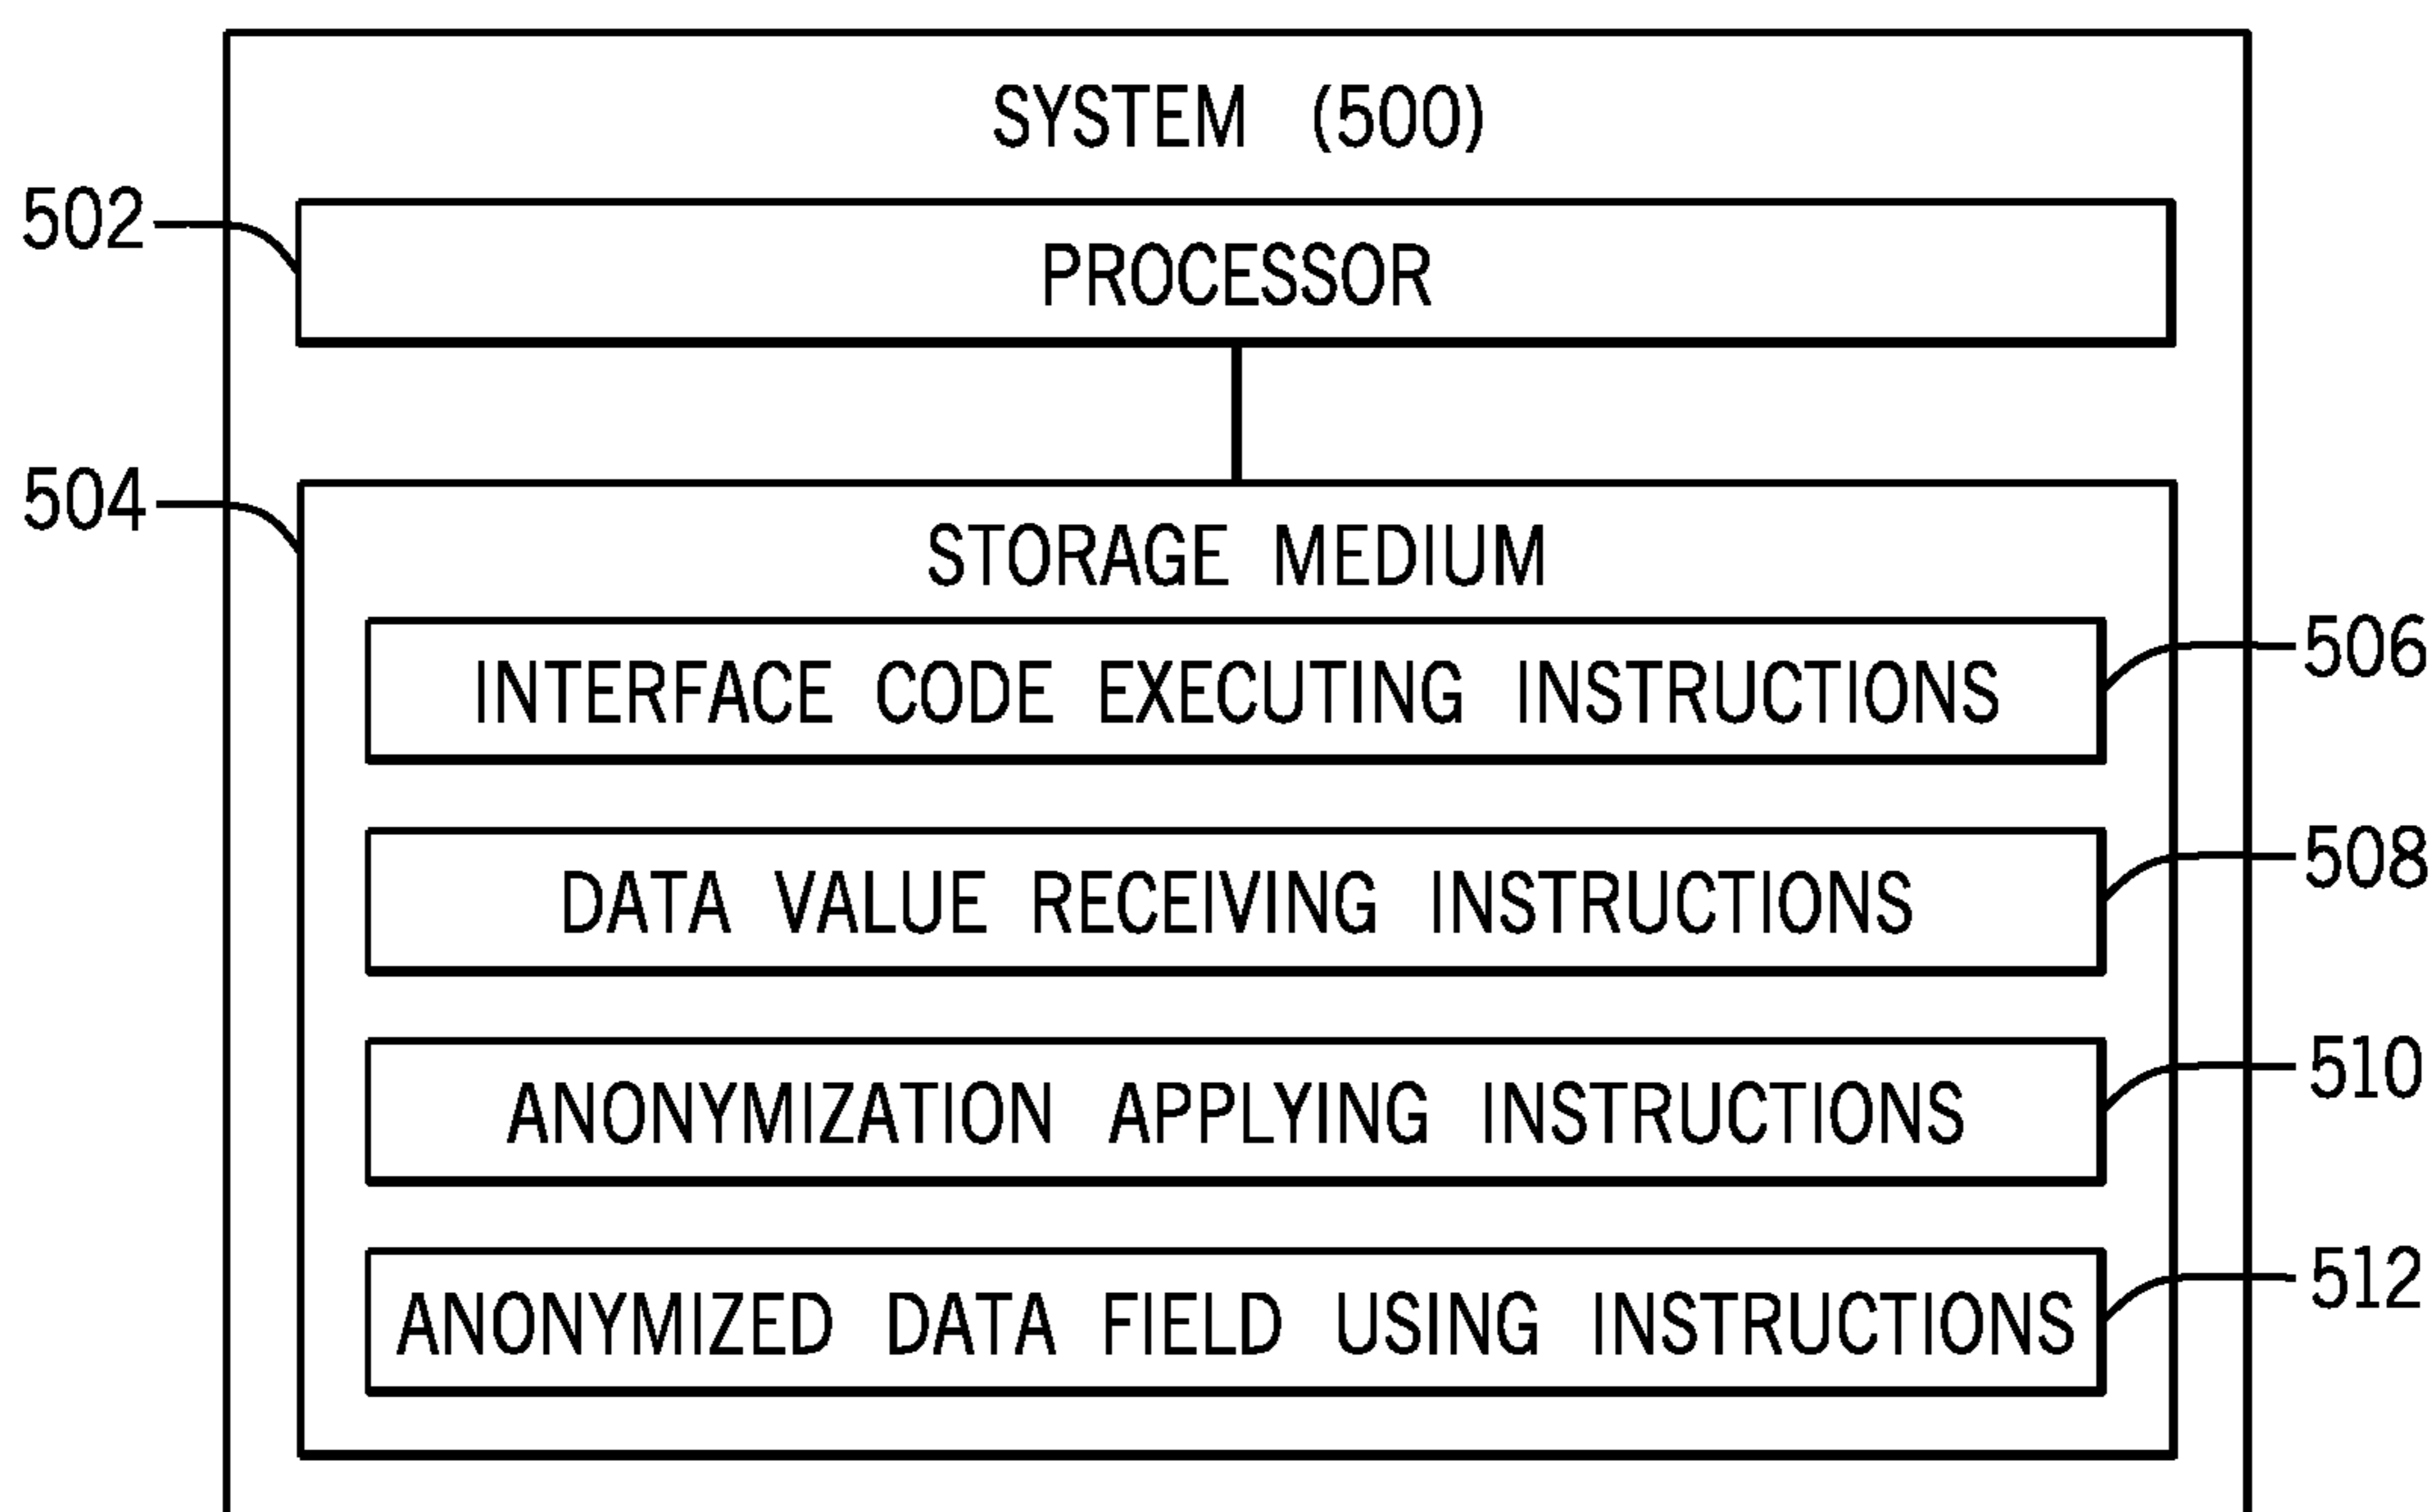 SYSTEM (500)
502
PROCESSOR
504
STORAGE MEDIUM
INTERFACE CODE EXECUTING INSTRUCTIONS
506
DATA VALUE RECEIVING INSTRUCTIONS
508
ANONYMIZATION APPLYING INSTRUCTIONS
510
ANONYMIZED DATA FIELD USING INSTRUCTIONS
512